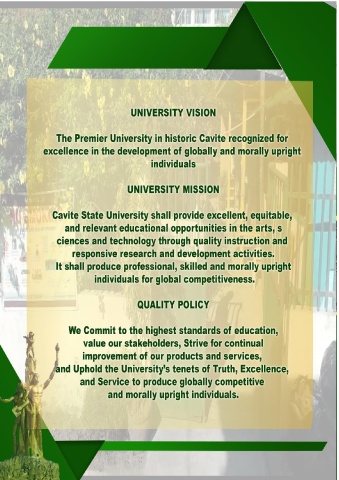 UNIVERSITY VISION
The Premier University in historic Cavite recognized for
excellence in the development of globally and morally upright
individuals
UNIVERSITY MISSION
Cavite State University shall provide excellent, equitable,
and relevant educational opportunities in the arts, s
ciences and technology through quality instruction and
responsive research and development activities.
It shall produce professional, skilled and morally upright
individuals for global competitiveness.
QUALITY POLICY
We Commit to the highest standards of education,
value our stakeholders, Strive for continual
improvement of our products and services,
and Uphold the University's tenets of Truth, Excellence,
and Service to produce globally competitive
and morally upright individuals.